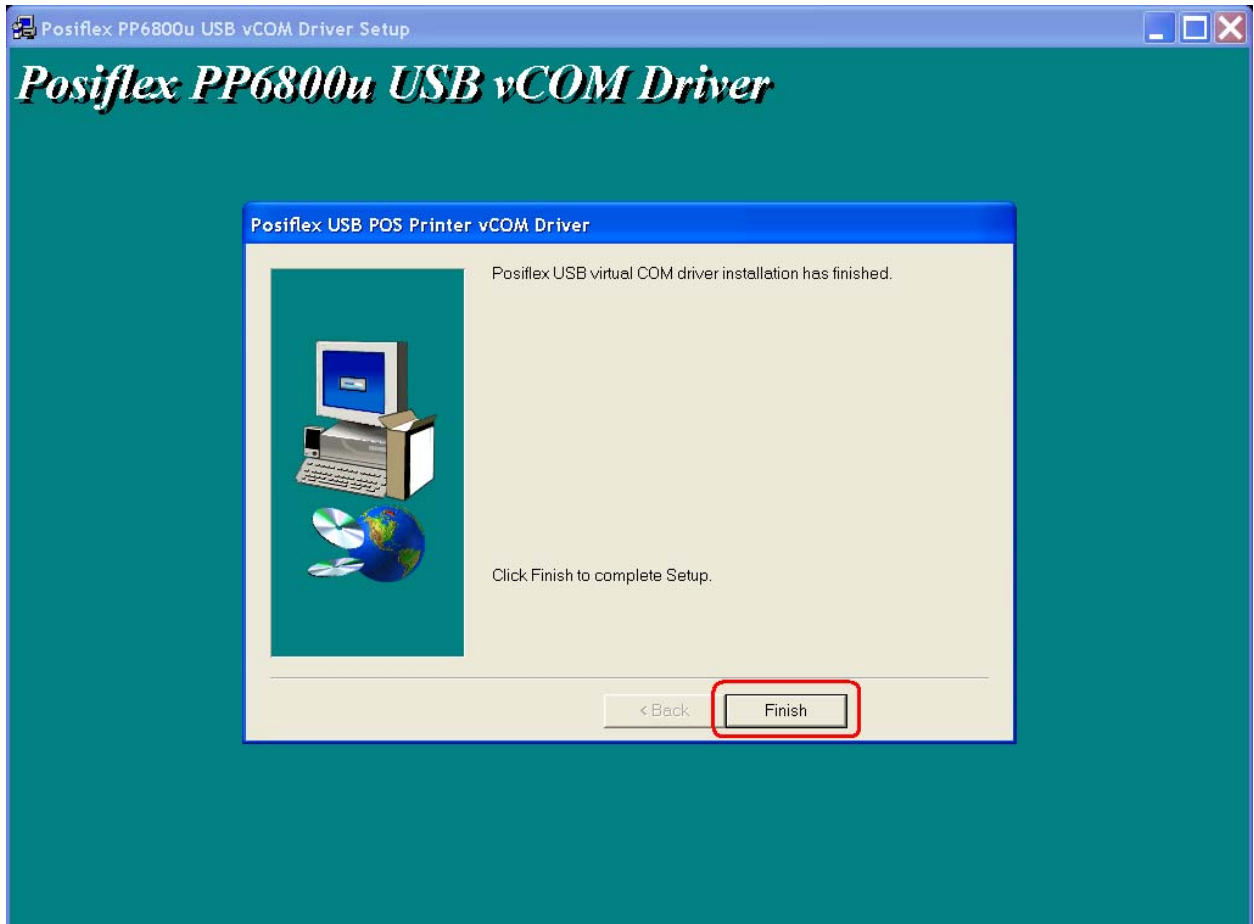 Posiflex PP6800u USB vCOM Driver Setup
Posiflex PP6800u USB vCOM Driver
Posiflex USB POS Printer vCOM Driver
Posiflex USB virtual COM driver installation has finished.
Click Finish to complete Setup.
< Back
Finish